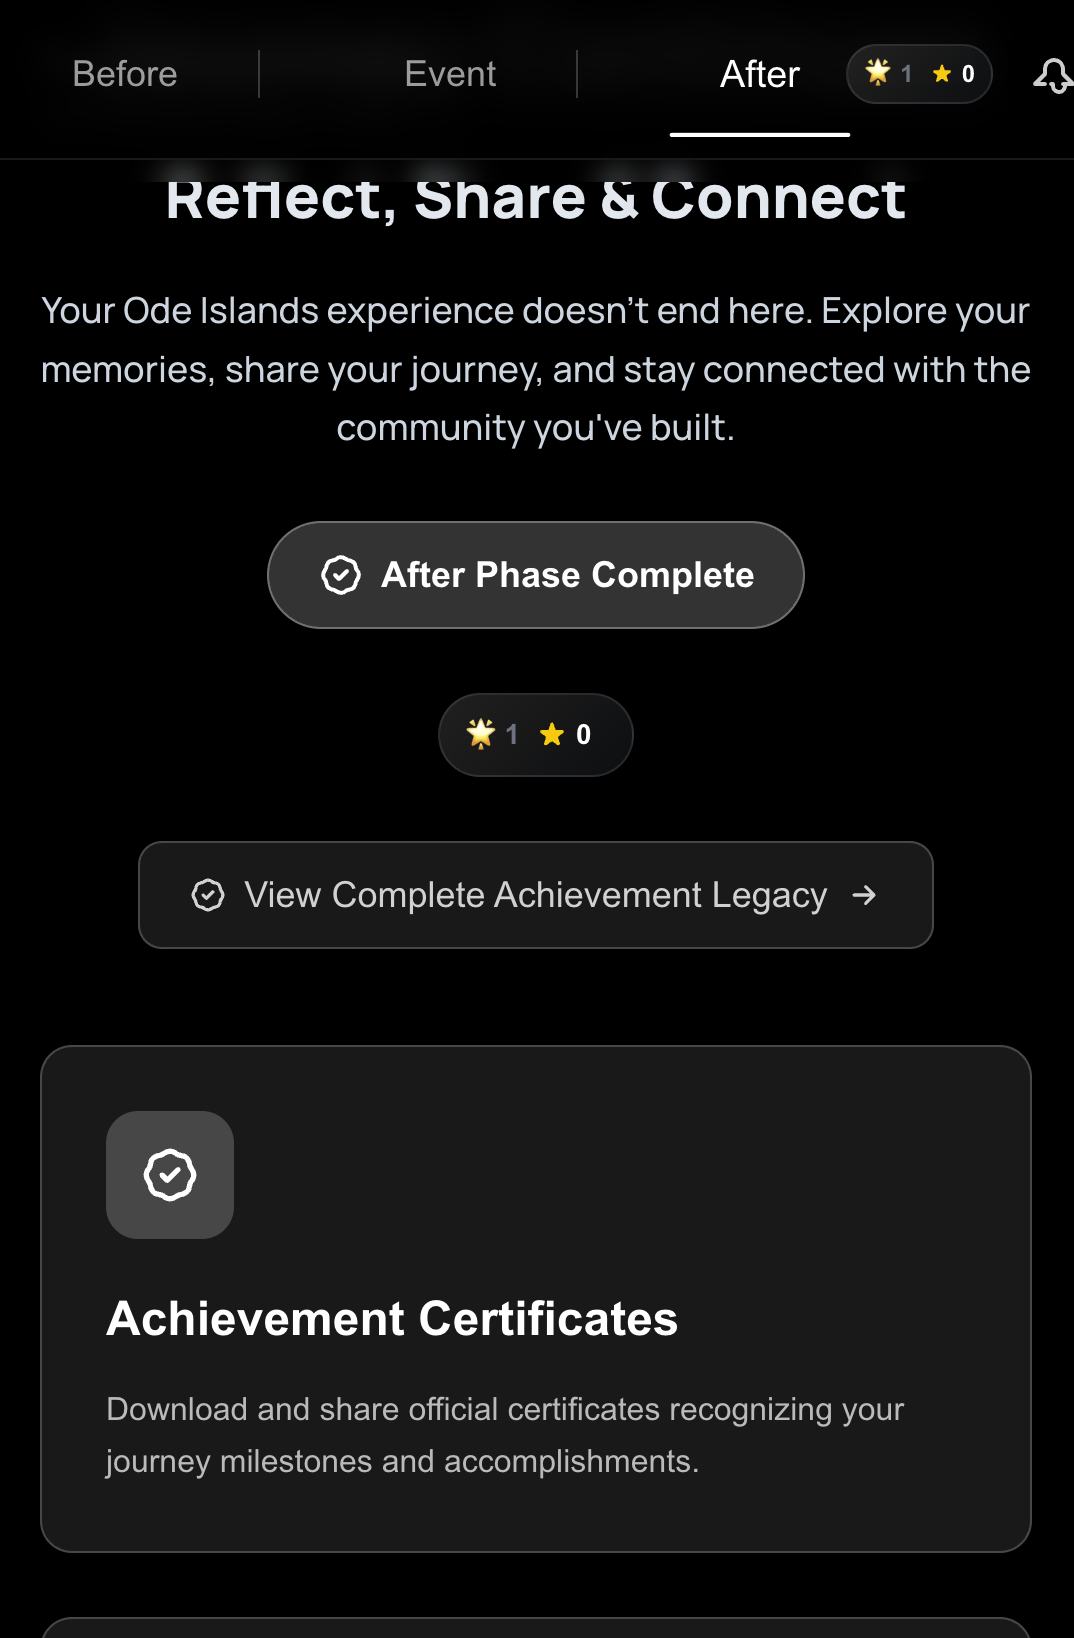 Before
Event
After
1 0
Reflect, Share & Connect
Your Ode Islands experience doesn’t end here. Explore your
memories, share your journey, and stay connected with the
community you've built.
After Phase Complete
1 0
View Complete Achievement Legacy →
Achievement Certificates
Download and share official certificates recognizing your
journey milestones and accomplishments.